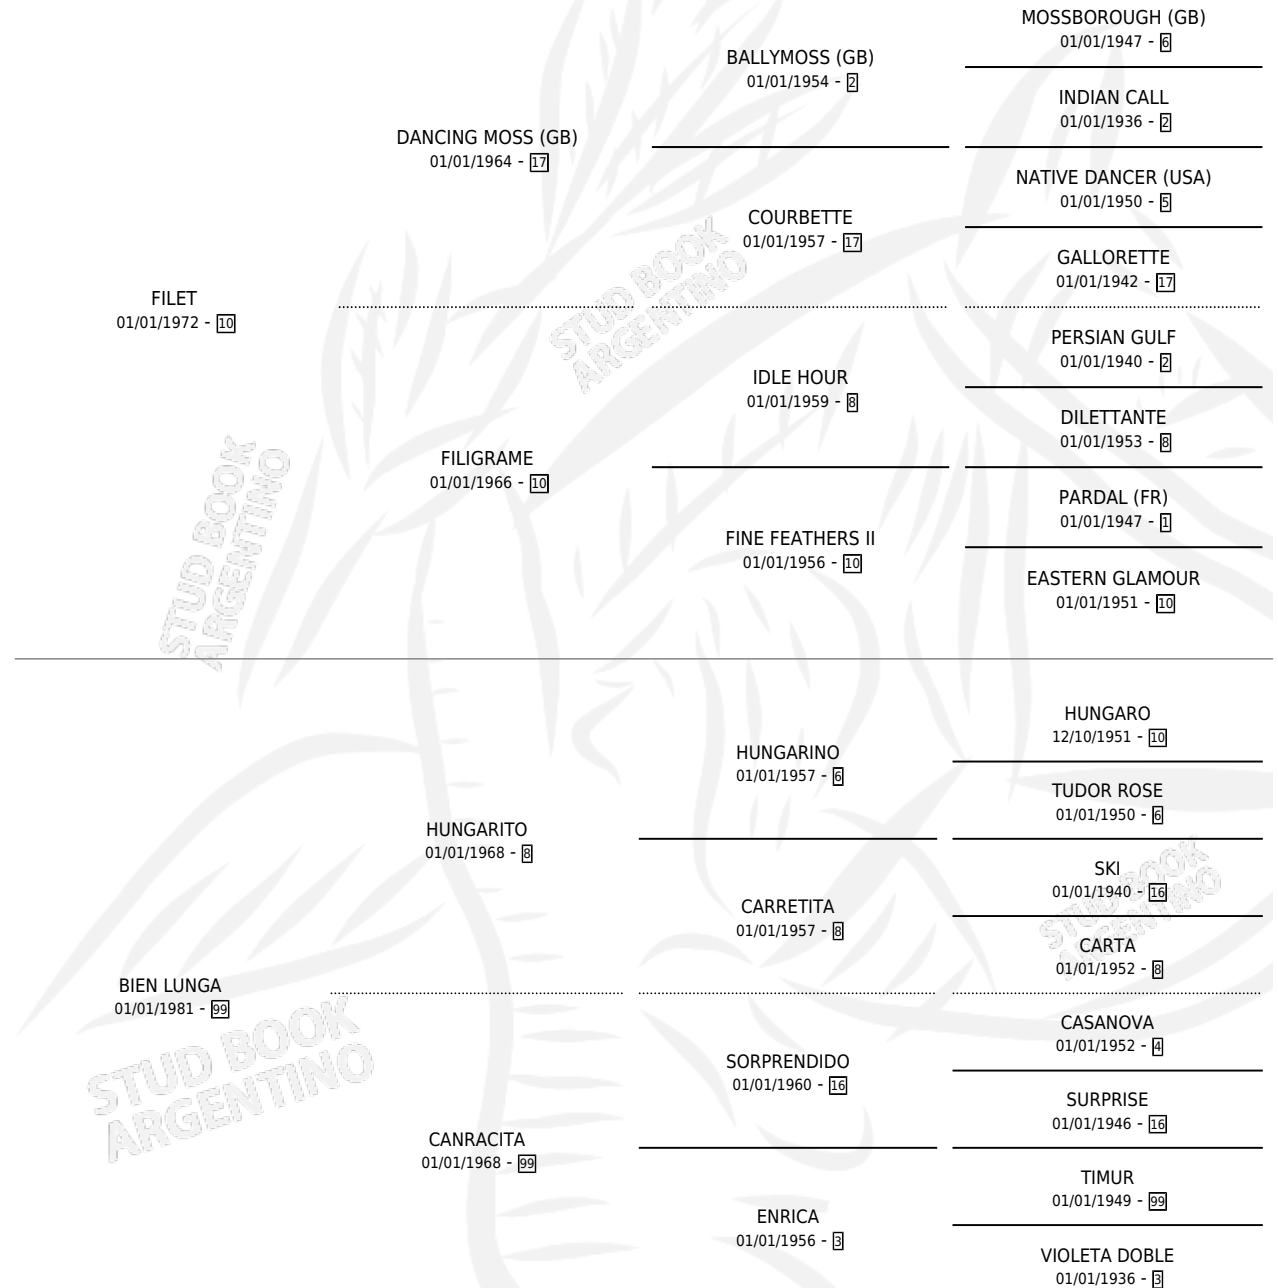 MOSSBOROUGH (GB)
01/01/1947 - 6
BALLYMOSS (GB)
01/01/1954 - 2
INDIAN CALL
01/01/1936 - 2
DANCING MOSS (GB)
01/01/1964 - 17
NATIVE DANCER (USA)
01/01/1950 - 5
COURBETTE
01/01/1957 - 17
GALLORETTE
01/01/1942 - 17
FILET
01/01/1972 - 10
PERSIAN GULF
01/01/1940 - 2
IDLE HOUR
01/01/1959 - 8
DILETTANTE
01/01/1953 - 8
FILIGRAME
01/01/1966 - 10
PARDAL (FR)
01/01/1947 - 1
FINE FEATHERS II
01/01/1956 - 10
EASTERN GLAMOUR
01/01/1951 - 10
STUD BOOK
ARGENTINO
STUD BOOK
ARGENTINO
HUNGARO
12/10/1951 - 10
HUNGARINO
01/01/1957 - 6
TUDOR ROSE
01/01/1950 - 6
HUNGARITO
01/01/1968 - 8
SKI
01/01/1940 - 16
CARRETITA
01/01/1957 - 8
CARTA
01/01/1952 - 8
BIEN LUNGA
01/01/1981 - 99
CASANOVA
01/01/1952 - 4
SORPRENDIDO
01/01/1960 - 16
SURPRISE
01/01/1946 - 16
CANRACITA
01/01/1968 - 99
TIMUR
01/01/1949 - 99
ENRICA
01/01/1956 - 3
VIOLETA DOBLE
01/01/1936 - 3
STUD BOOK
ARGENTINO
STUD BOOK
ARGENTINO